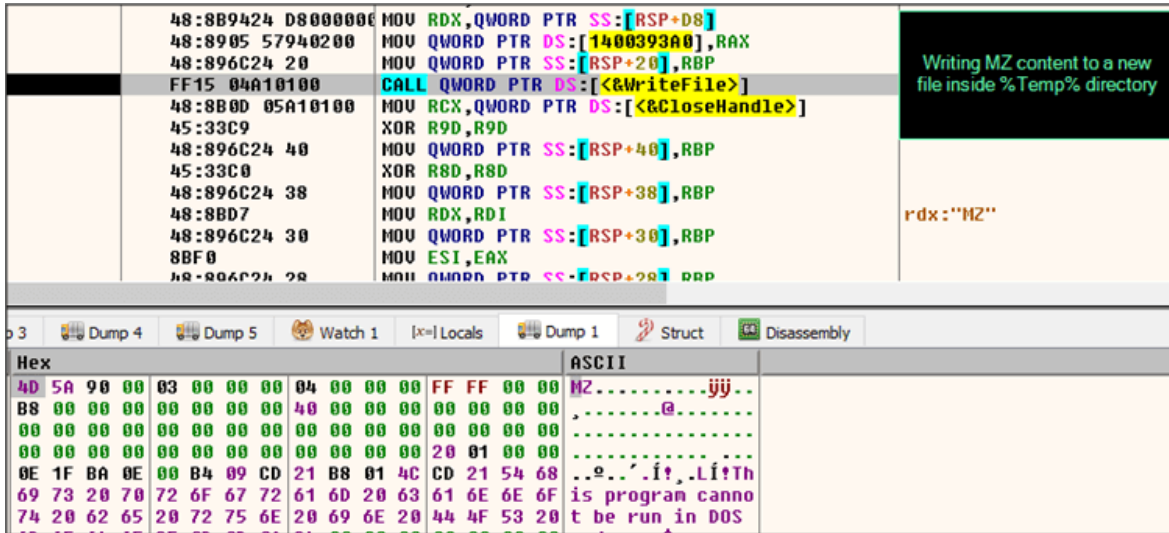 48:8B9424 D8000000 MOV RDX,QWORD PTR SS:[RSP+D8]
48:8905 57940200 MOV QWORD PTR DS:[1400393A0],RAX
48:896C24 20 MOV QWORD PTR SS:[RSP+20],RBP
FF15 04A10100 CALL QWORD PTR DS:[<&WriteFile>]
48:8B0D 05A10100 MOV RCX,QWORD PTR DS:[<&CloseHandle>]
45:33C9 XOR R9D,R9D
48:896C24 40 MOV QWORD PTR SS:[RSP+40],RBP
45:33C0 XOR R8D,R8D
48:896C24 38 MOV QWORD PTR SS:[RSP+38],RBP
48:8BD7 MOV RDX,RDI
48:896C24 30 MOV QWORD PTR SS:[RSP+30],RBP
8BF0 MOV ESI,EAX
48:896C24 28 MOV QWORD PTR SS:[RSP+28],RBP
Writing MZ content to a new
file inside %Temp% directory
rdx:"MZ"
p 3 Dump 4 Dump 5 Watch 1 [x=] Locals Dump 1 Struct Disassembly
Hex ASCII
4D 5A 90 00 03 00 00 00 04 00 00 00 FF FF 00 00 MZ..........ÿÿ..
B8 00 00 00 00 00 00 00 40 00 00 00 00 00 00 00 ¸.......@.......
00 00 00 00 00 00 00 00 00 00 00 00 00 00 00 00 ................
00 00 00 00 00 00 00 00 00 00 00 00 20 01 00 00 ............ ...
0E 1F BA 0E 00 B4 09 CD 21 B8 01 4C CD 21 54 68 ..º..´.Í!¸.LÍ!Th
69 73 20 70 72 6F 67 72 61 6D 20 63 61 6E 6E 6F is program canno
74 20 62 65 20 72 75 6E 20 69 6E 20 44 4F 53 20 t be run in DOS